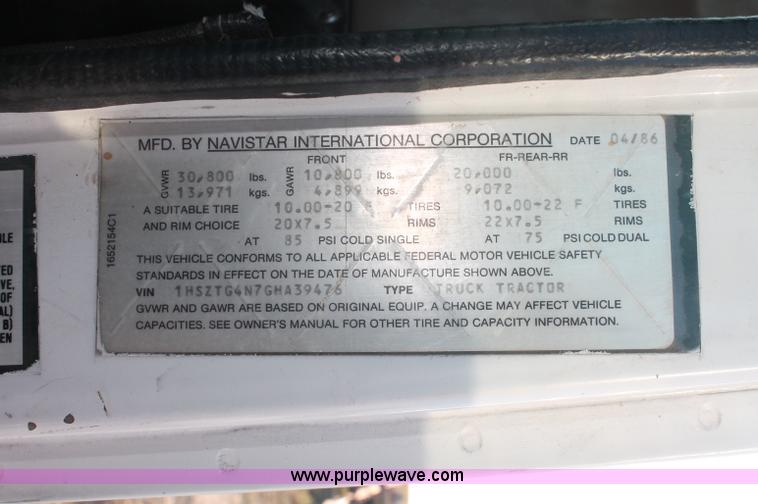 MFD. BY NAVISTAR INTERNATIONAL CORPORATION DATE 04/86
FRONT FR-REAR-RR
GVWR 30,800 lbs. GAWR 10,800 lbs. 20,000 lbs.
13,971 kgs. 4,899 kgs. 9,072 kgs.
A SUITABLE TIRE 10.00-20 F TIRES 10.00-22 F TIRES
AND RIM CHOICE 20X7.5 RIMS 22X7.5 RIMS
AT 85 PSI COLD SINGLE AT 75 PSI COLD DUAL
THIS VEHICLE CONFORMS TO ALL APPLICABLE FEDERAL MOTOR VEHICLE SAFETY
STANDARDS IN EFFECT ON THE DATE OF MANUFACTURE SHOWN ABOVE.
VIN 1HSZTG4N7GHA39476 TYPE TRUCK TRACTOR
GVWR AND GAWR ARE BASED ON ORIGINAL EQUIP. A CHANGE MAY AFFECT VEHICLE
CAPACITIES. SEE OWNER'S MANUAL FOR OTHER TIRE AND CAPACITY INFORMATION.
1652154C1
www.purplewave.com